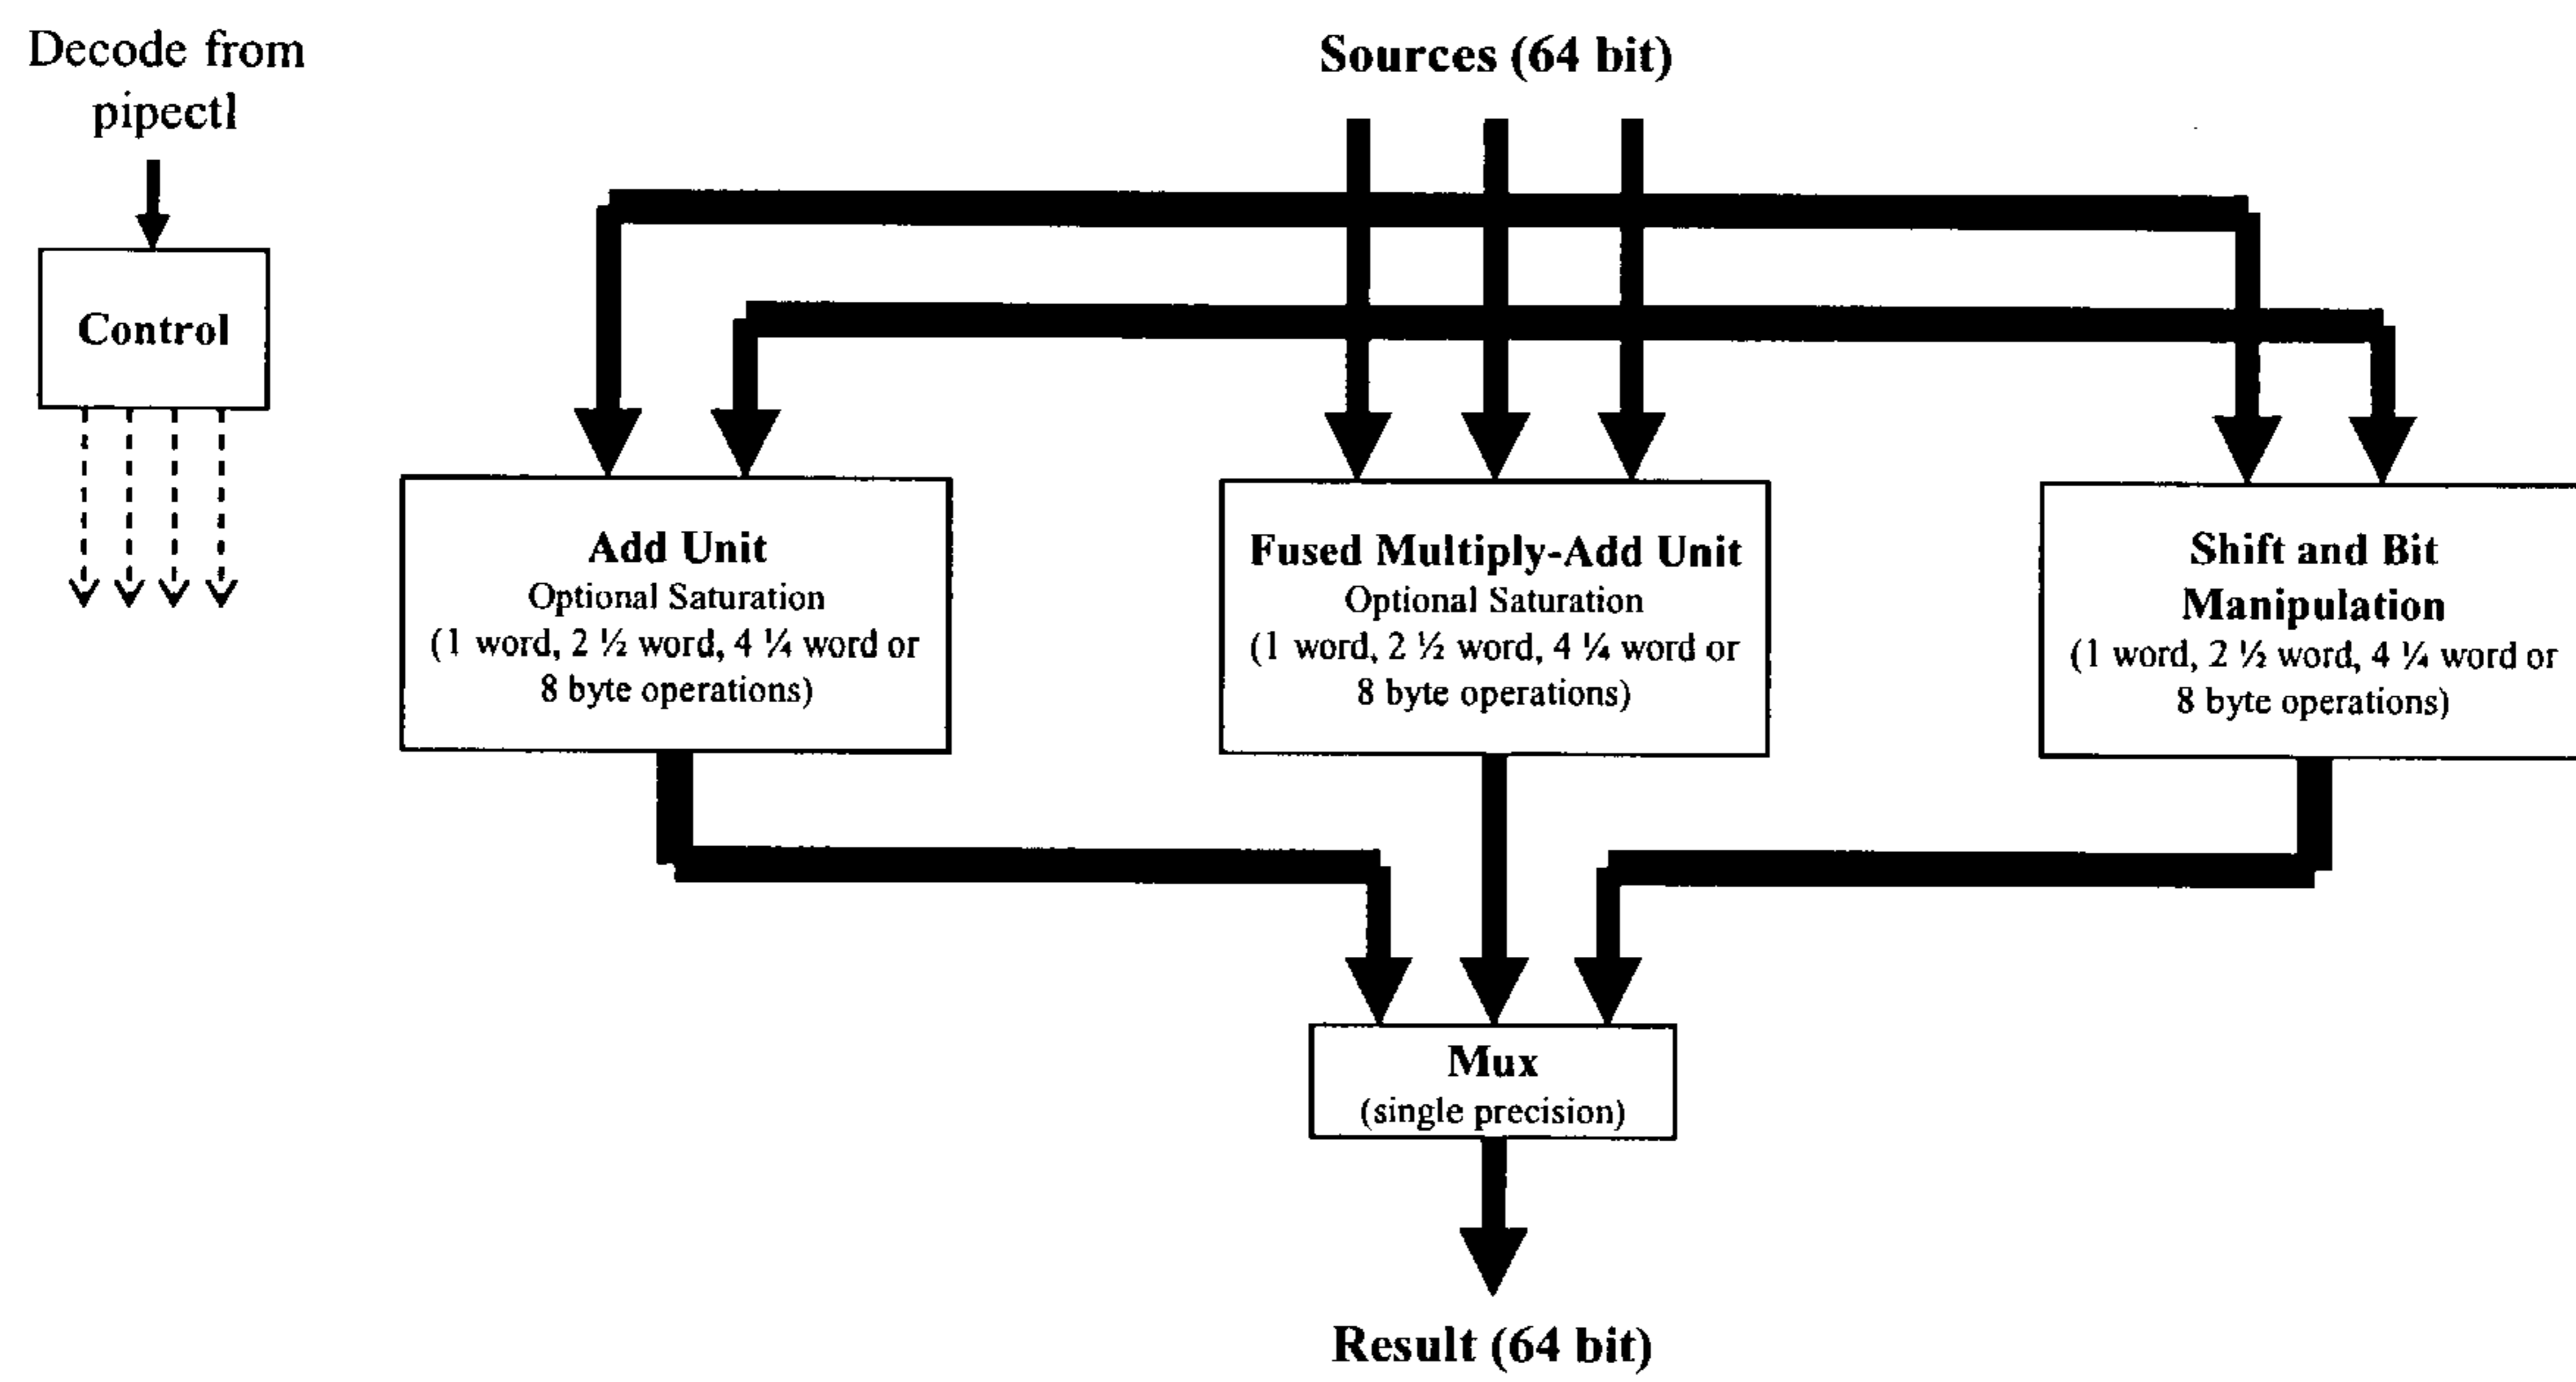 Decode from
pipectl
Control
Sources (64 bit)
Add Unit
Optional Saturation
(1 word, 2 ½ word, 4 ¼ word or
8 byte operations)
Fused Multiply-Add Unit
Optional Saturation
(1 word, 2 ½ word, 4 ¼ word or
8 byte operations)
Shift and Bit
Manipulation
(1 word, 2 ½ word, 4 ¼ word or
8 byte operations)
Mux
(single precision)
Result (64 bit)